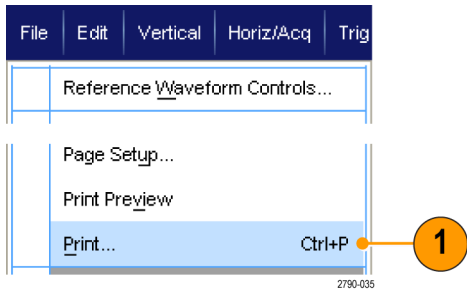 File Edit Vertical Horiz/Acq Trig
Reference Waveform Controls...
Page Setup...
Print Preview
Print... Ctrl+P
1
2790-035